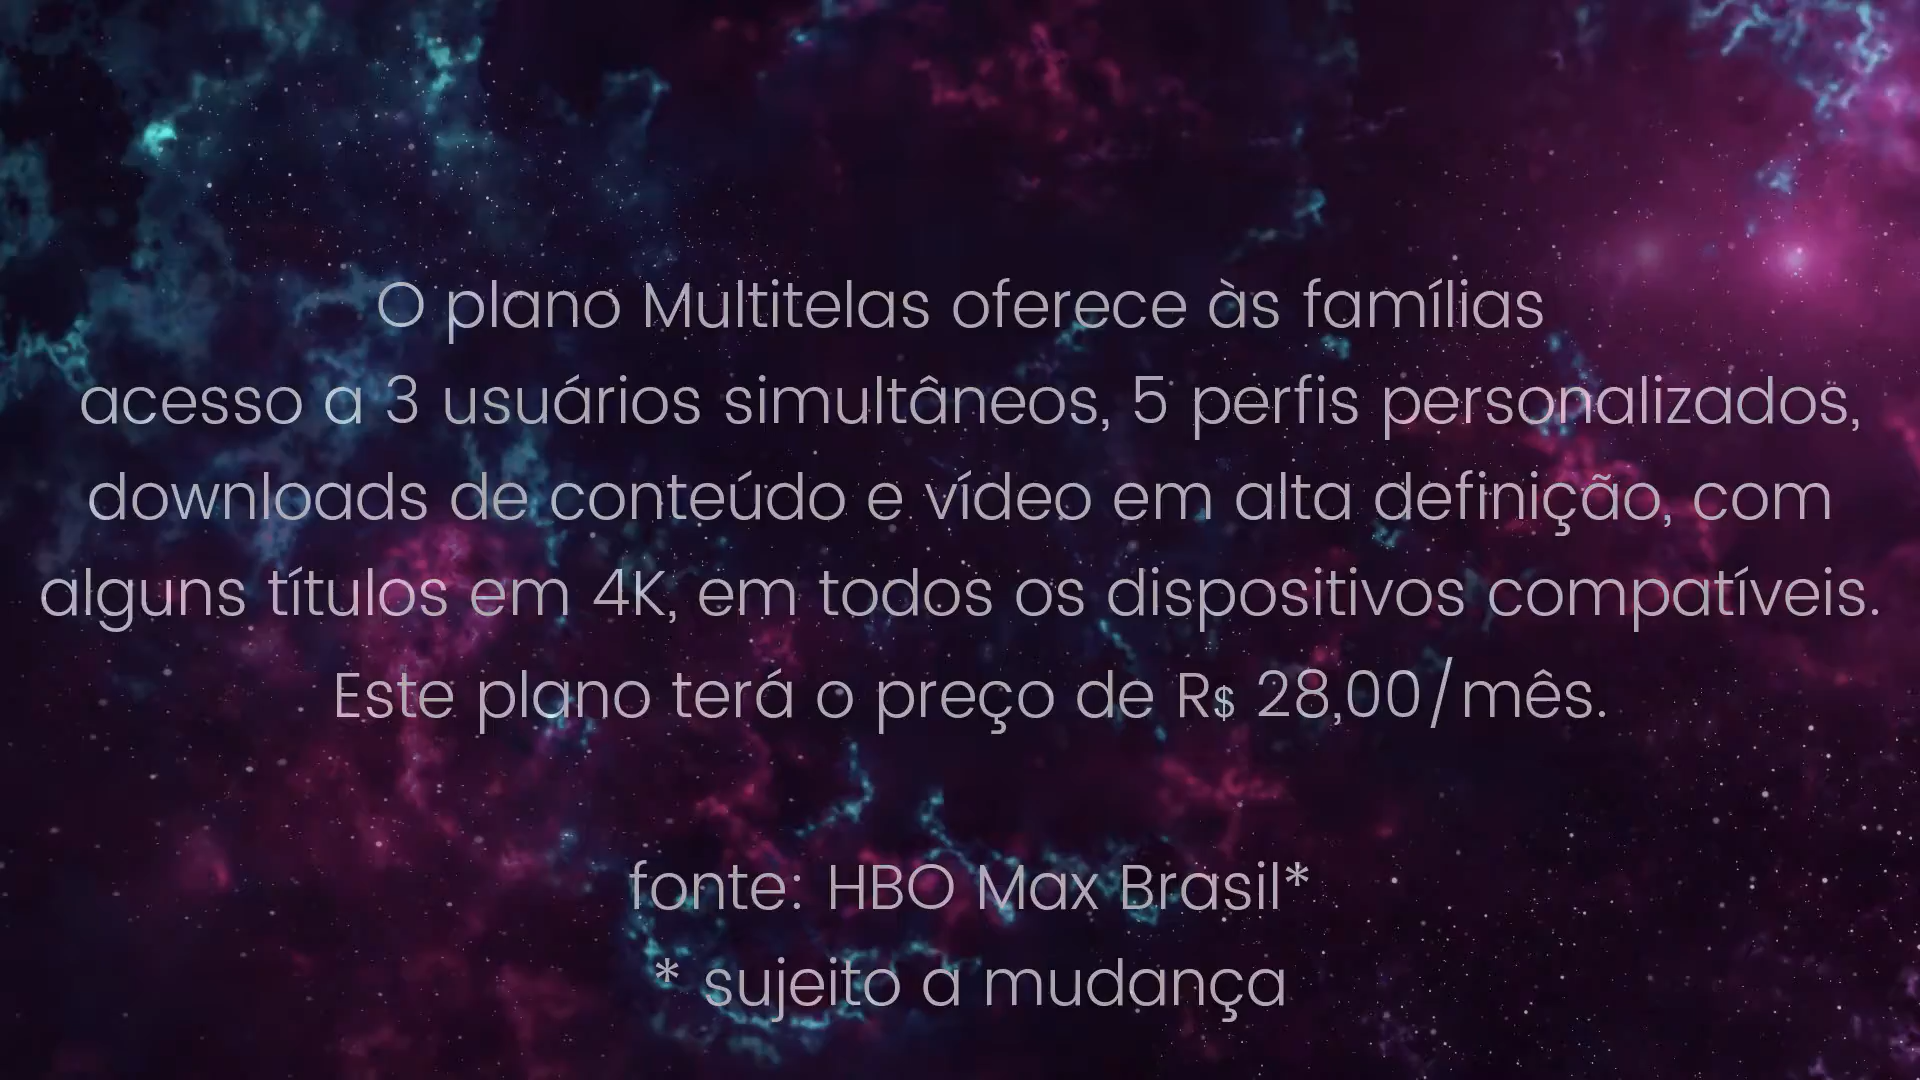 O plano Multitelas oferece às famílias
acesso a 3 usuários simultâneos, 5 perfis personalizados,
downloads de conteúdo e vídeo em alta definição, com
alguns títulos em 4K, em todos os dispositivos compatíveis.
Este plano terá o preço de R$ 28,00/mês.
fonte: HBO Max Brasil*
* sujeito a mudança